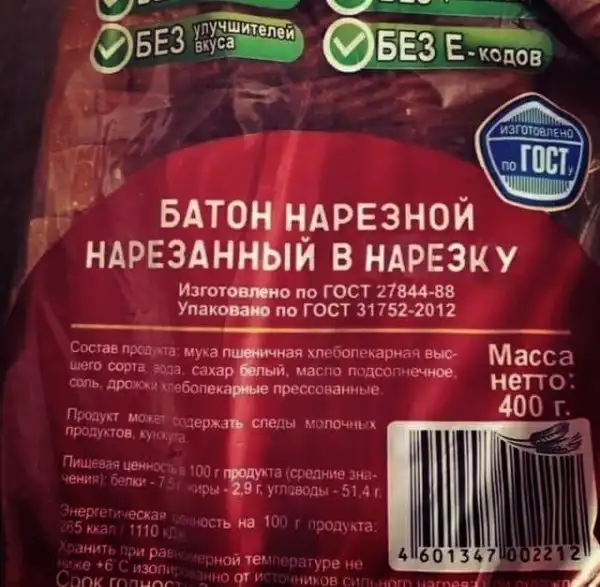 БЕЗ УЛУЧШИТЕЛЕЙ
ВКУСА
БЕЗ Е-КОДОВ
ИЗГОТОВЛЕНО
ПО ГОСТу
БАТОН НАРЕЗНОЙ
НАРЕЗАННЫЙ В НАРЕЗКУ
Изготовлено по ГОСТ 27844-88
Упаковано по ГОСТ 31752-2012
Состав продукта: мука пшеничная хлебопекарная выс-
шего сорта, вода, сахар белый, масло подсолнечное,
соль, дрожжи хлебопекарные прессованные.
Продукт может содержать следы молочных
продуктов, кунжута.
Пищевая ценность в 100 г продукта (средние зна-
чения): белки - 7,5 г, жиры - 2,9 г, углеводы - 51,4 г.
Энергетическая ценность на 100 г продукта:
265 ккал / 1110 кДж
Хранить при равномерной температуре не
ниже +6°С изолированно от источников сильного нагрева
Срок годности
Масса
нетто:
400 г.
4 601347 002212